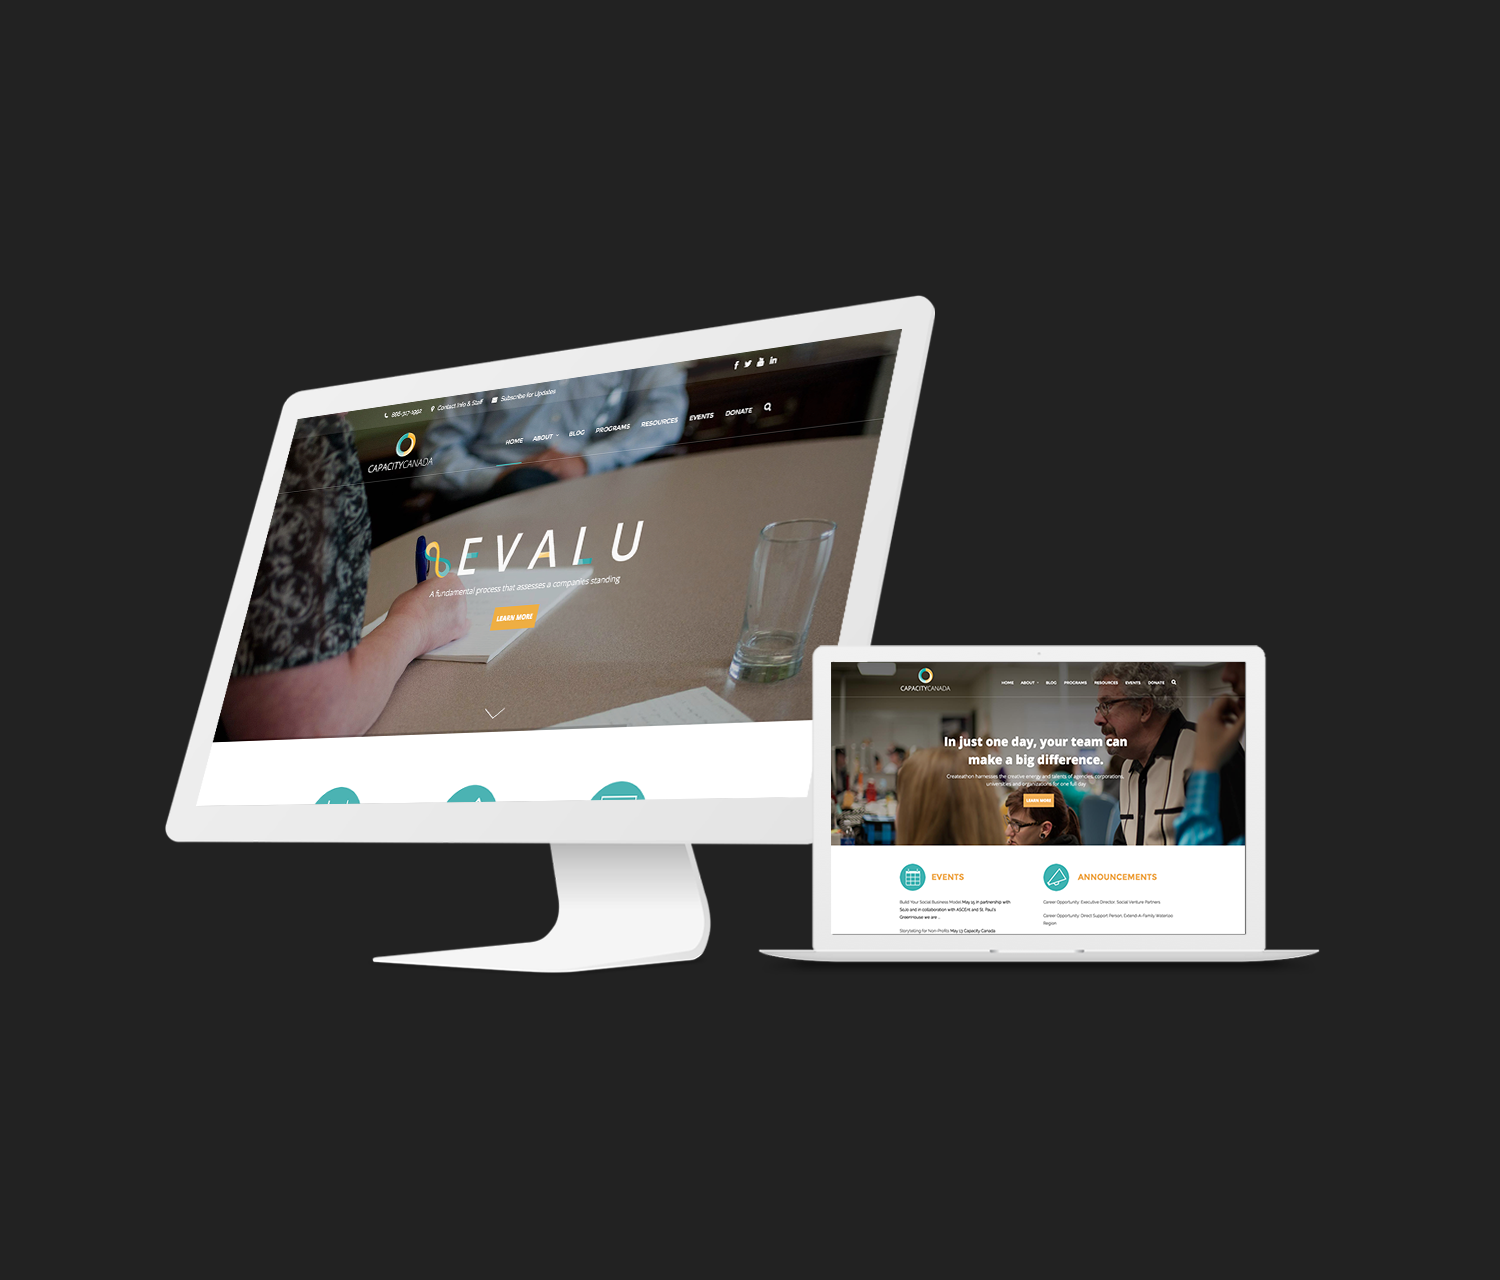 866-317-1992 Contact Info & Staff Subscribe for Updates
CAPACITYCANADA
HOME ABOUT BLOG PROGRAMS RESOURCES EVENTS DONATE
EVALU
A fundamental process that assesses a companies standing
LEARN MORE
CAPACITYCANADA
HOME ABOUT BLOG PROGRAMS RESOURCES EVENTS DONATE
In just one day, your team can
make a big difference.
Createathon harnesses the creative energy and talents of agencies, corporations,
universities and organizations for one full day
LEARN MORE
EVENTS
Build Your Social Business Model May 15 in partnership with
and in collaboration with ASCEnt and St. Paul's
GreenHouse we are ...
Storytelling for Non-Profits May 13 Capacity Canada
ANNOUNCEMENTS
Career Opportunity: Executive Director, Social Venture Partners
Career Opportunity: Direct Support Person, Extend-A-Family Waterloo
Region